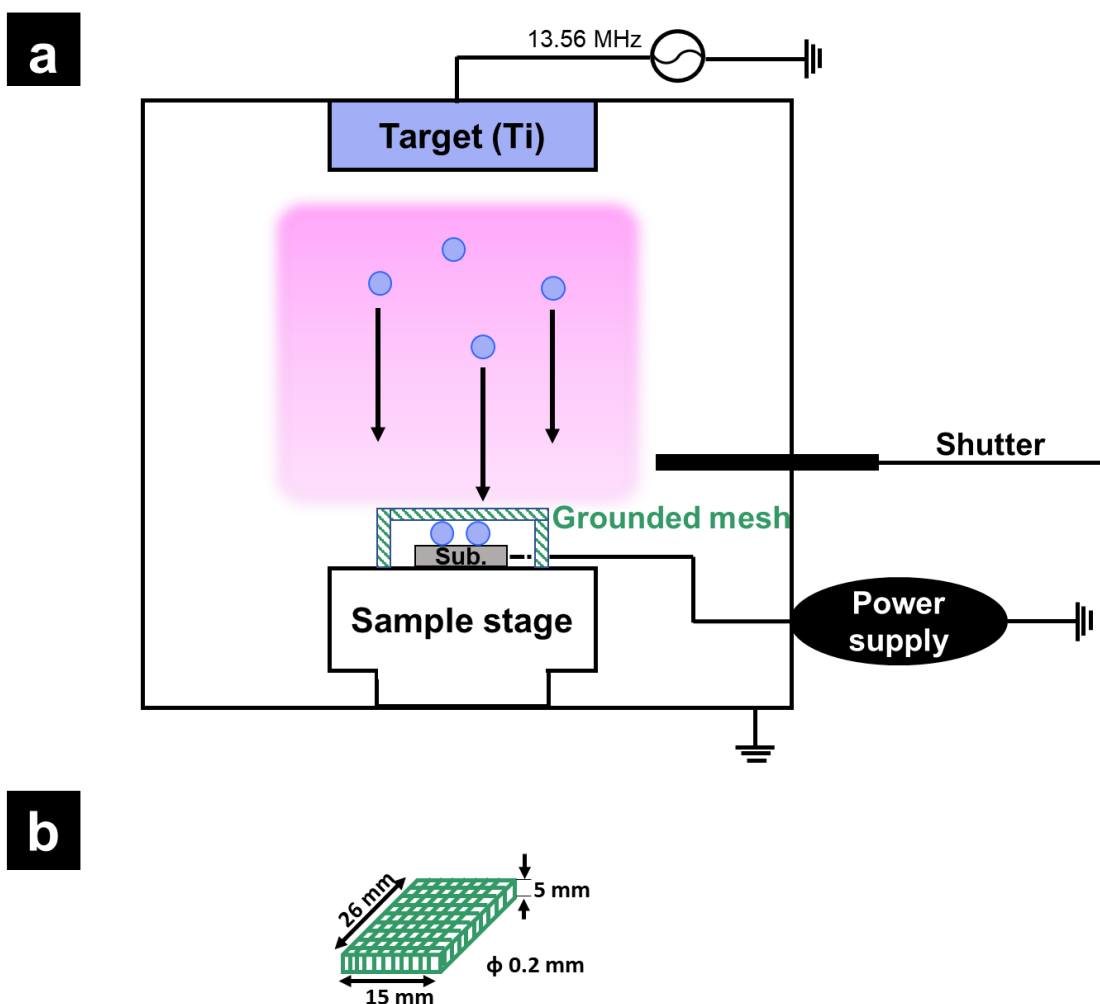 a
13.56 MHz
Target (Ti)
Shutter
Grounded mesh
Sub.
Sample stage
Power
supply
b
26 mm
5 mm
ϕ 0.2 mm
15 mm